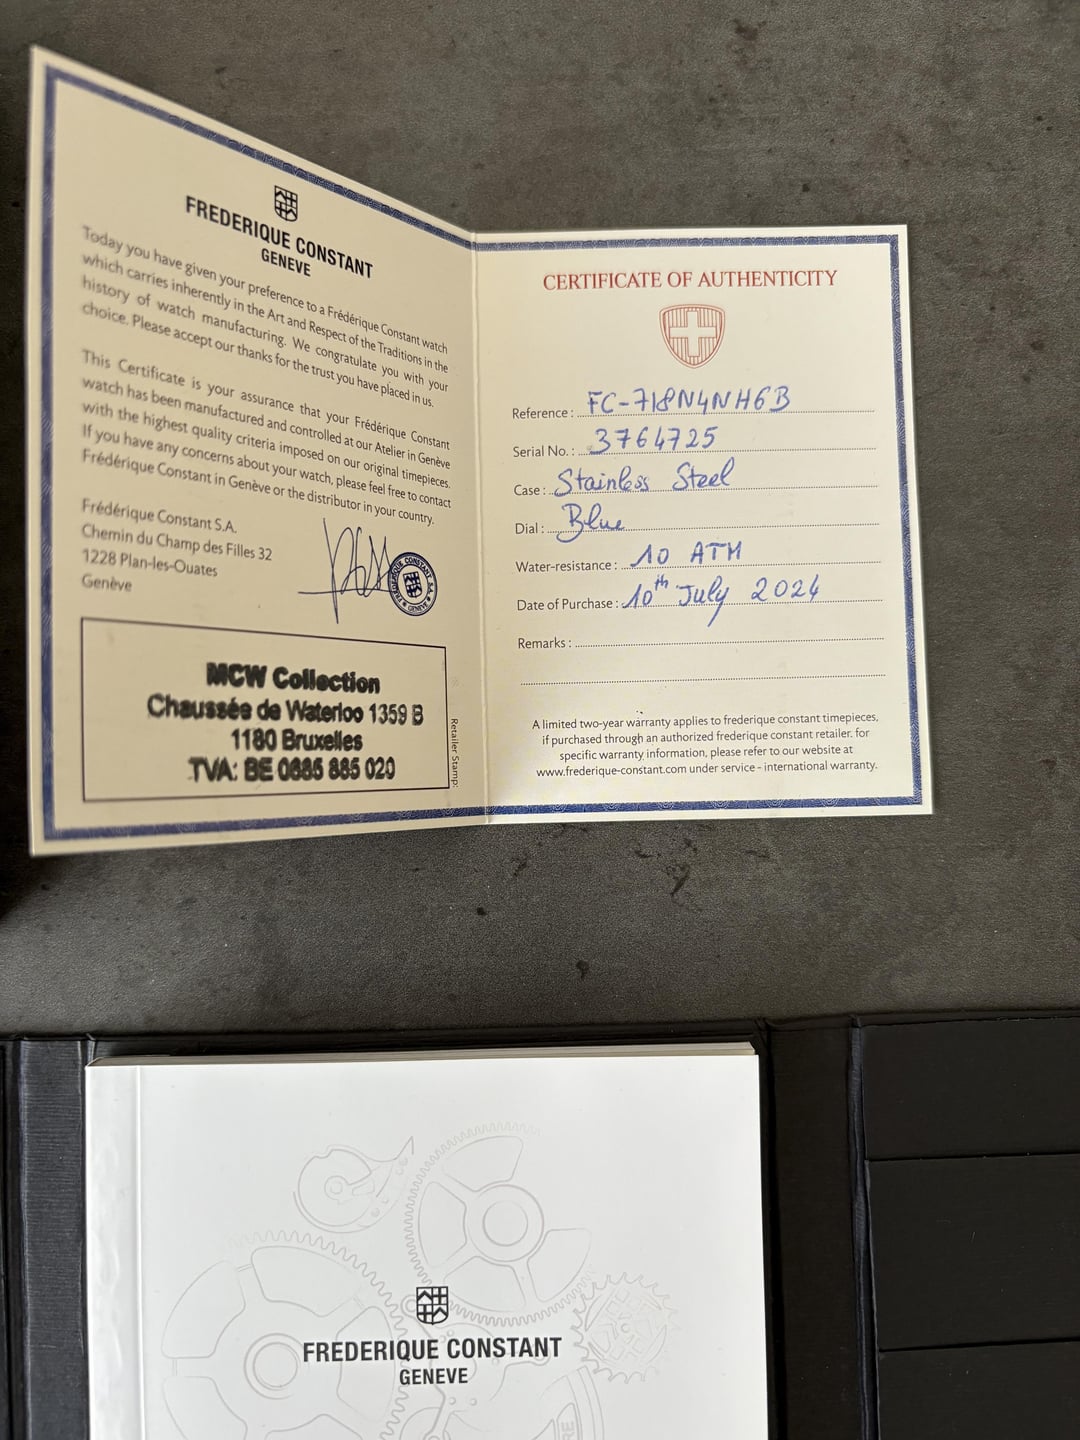 FREDERIQUE CONSTANT
GENEVE
Today you have given your preference to a Frédérique Constant watch
which carries inherently in the Art and Respect of the Traditions in the
history of watch manufacturing. We congratulate you with your
choice. Please accept our thanks for the trust you have placed in us.
This Certificate is your assurance that your Frédérique Constant
watch has been manufactured and controlled at our Atelier in Genève
with the highest quality criteria imposed on our original timepieces.
If you have any concerns about your watch, please feel free to contact
Frédérique Constant in Genève or the distributor in your country.
Frédérique Constant S.A.
Chemin du Champ des Filles 32
1228 Plan-les-Ouates
Genève
FREDERIQUE CONSTANT S.A.
GENEVE
MCW Collection
Chaussée de Waterloo 1359 B
1180 Bruxelles
TVA: BE 0685 885 020
Retailer Stamp:
CERTIFICATE OF AUTHENTICITY
Reference: FC-718N4NH6B
Serial No.: 3764725
Case: Stainless Steel
Dial: Blue
Water-resistance: 10 ATM
Date of Purchase: 10th July 2024
Remarks:
A limited two-year warranty applies to frederique constant timepieces,
if purchased through an authorized frederique constant retailer. for
specific warranty information, please refer to our website at
www.frederique-constant.com under service - international warranty.
FREDERIQUE CONSTANT
GENEVE